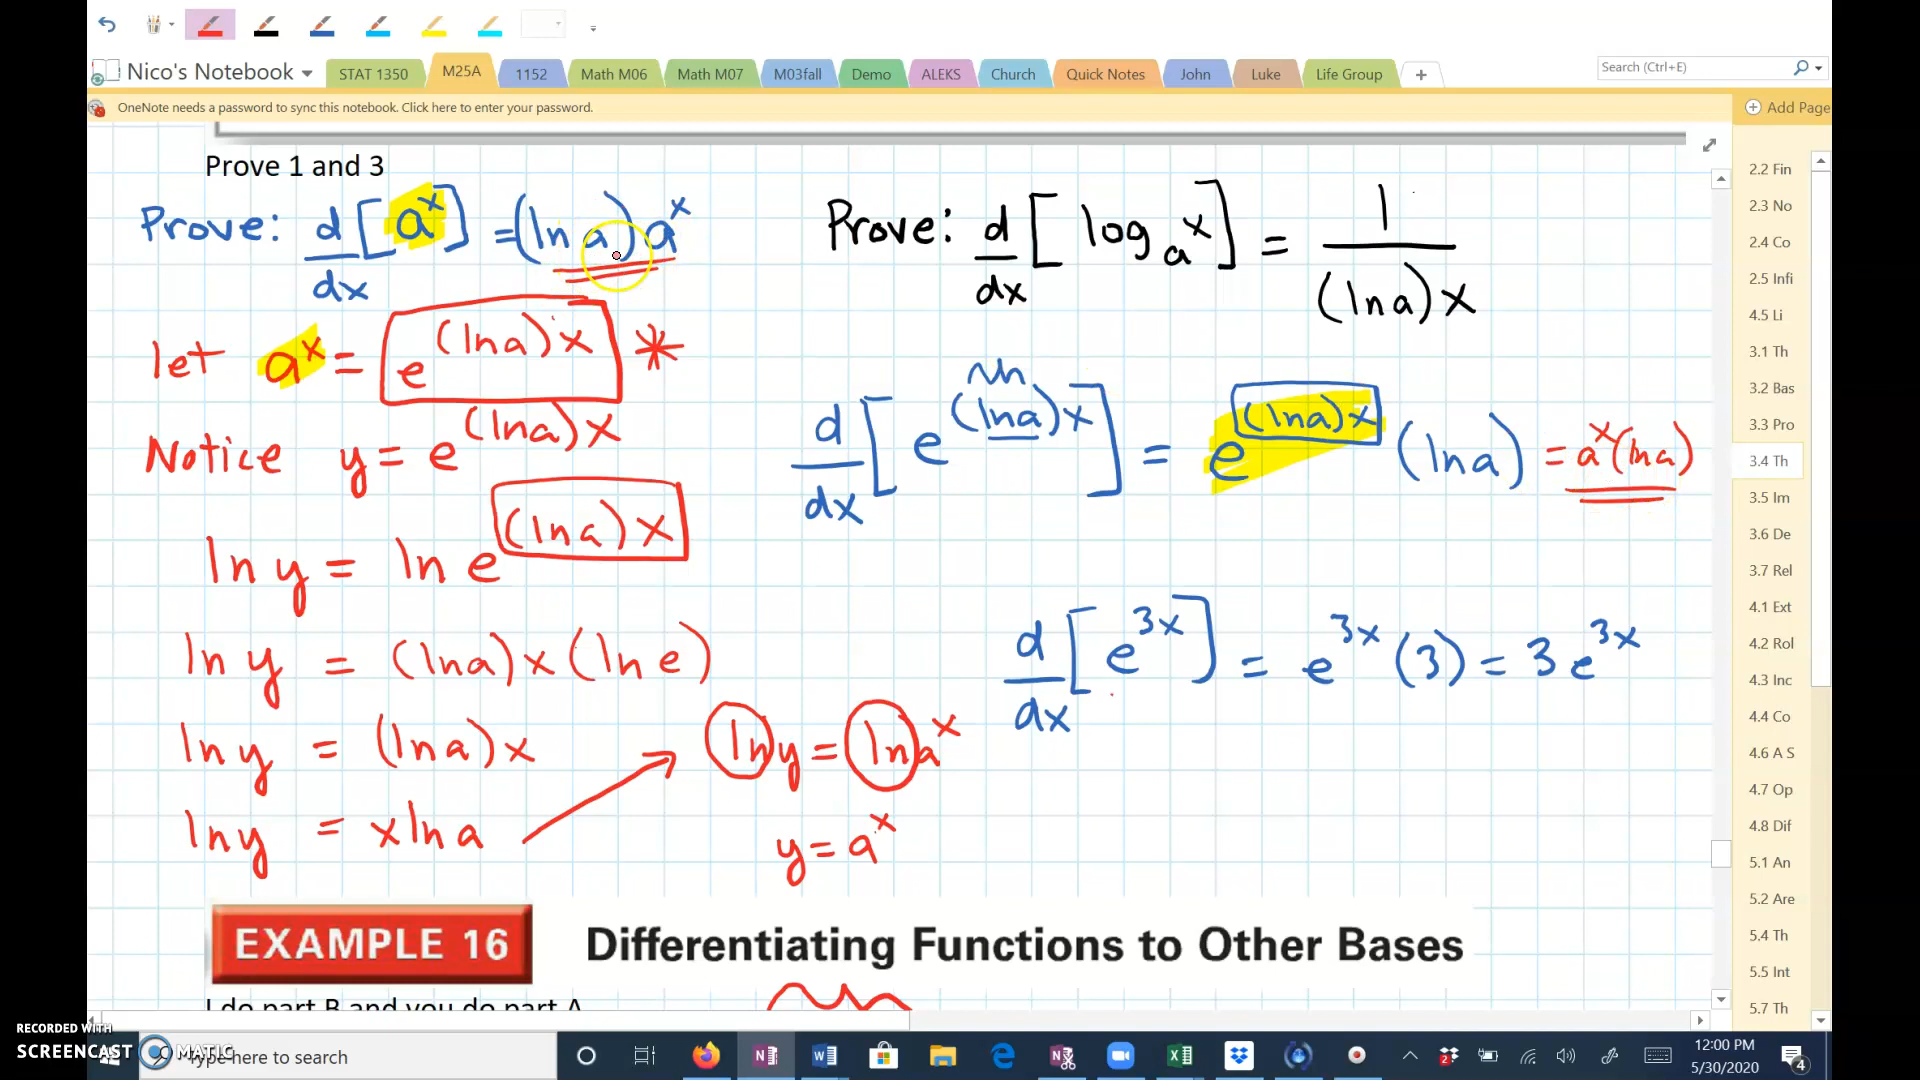 Nico's Notebook
STAT 1350
M25A
1152
Math M06
Math M07
M03fall
Demo
ALEKS
Church
Quick Notes
John
Luke
Life Group
Search (Ctrl+E)
OneNote needs a password to sync this notebook. Click here to enter your password.
Add Page
Prove 1 and 3
Prove: d/dx [a^x] = (ln a) a^x
let a^x = e^(ln a)x *
Notice y = e^(ln a)x
ln y = ln e^(ln a)x
ln y = (ln a)x (ln e)
ln y = (ln a)x
ln y = x ln a
ln y = ln a^x
y = a^x
Prove: d/dx [log_a x] = 1/(ln a)x
d/dx [e^(ln a)x] = e^(ln a)x (ln a) = a^x (ln a)
d/dx [e^3x] = e^3x (3) = 3e^3x
EXAMPLE 16 Differentiating Functions to Other Bases
I do part B and you do part A
2.2 Fin
2.3 No
2.4 Co
2.5 Infi
4.5 Li
3.1 Th
3.2 Bas
3.3 Pro
3.4 Th
3.5 Im
3.6 De
3.7 Rel
4.1 Ext
4.2 Rol
4.3 Inc
4.4 Co
4.6 A S
4.7 Op
4.8 Dif
5.1 An
5.2 Are
5.4 Th
5.5 Int
5.7 Th
RECORDED WITH
SCREENCAST MATIC
Type here to search
12:00 PM
5/30/2020
4